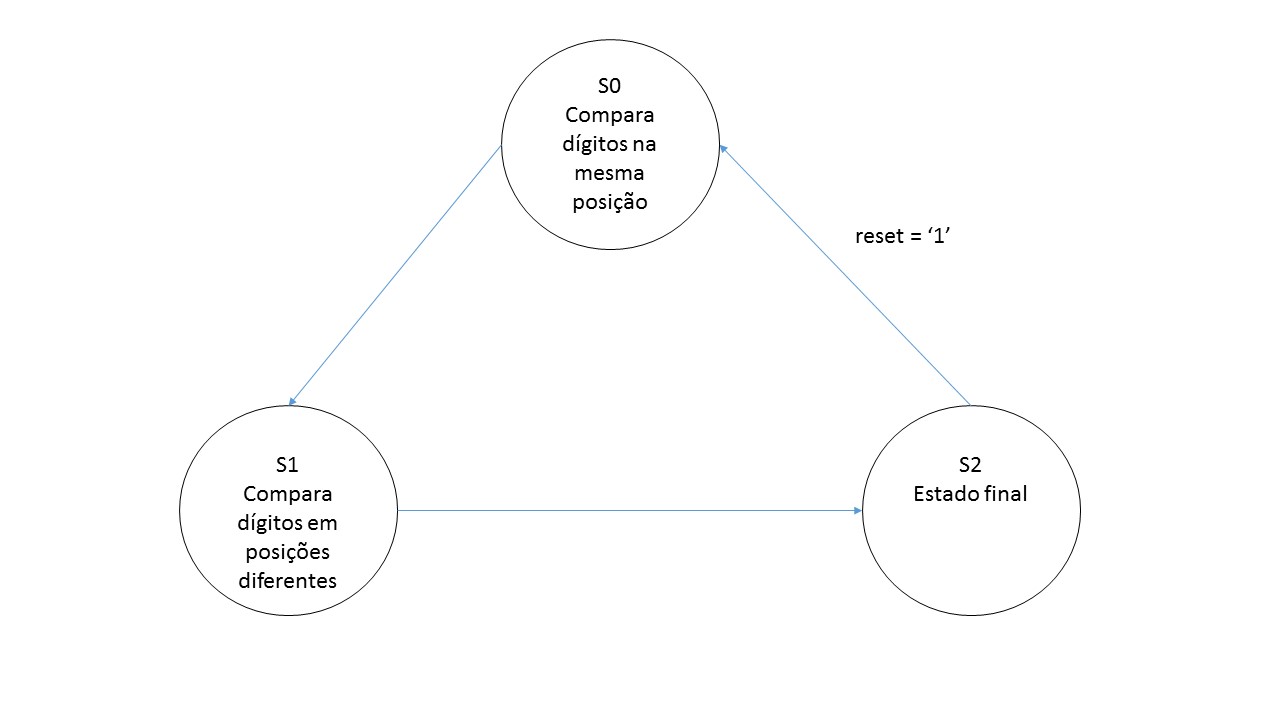 S0
Compara
dígitos na
mesma
posição
reset = ‘1’
S1
Compara
dígitos em
posições
diferentes
S2
Estado final